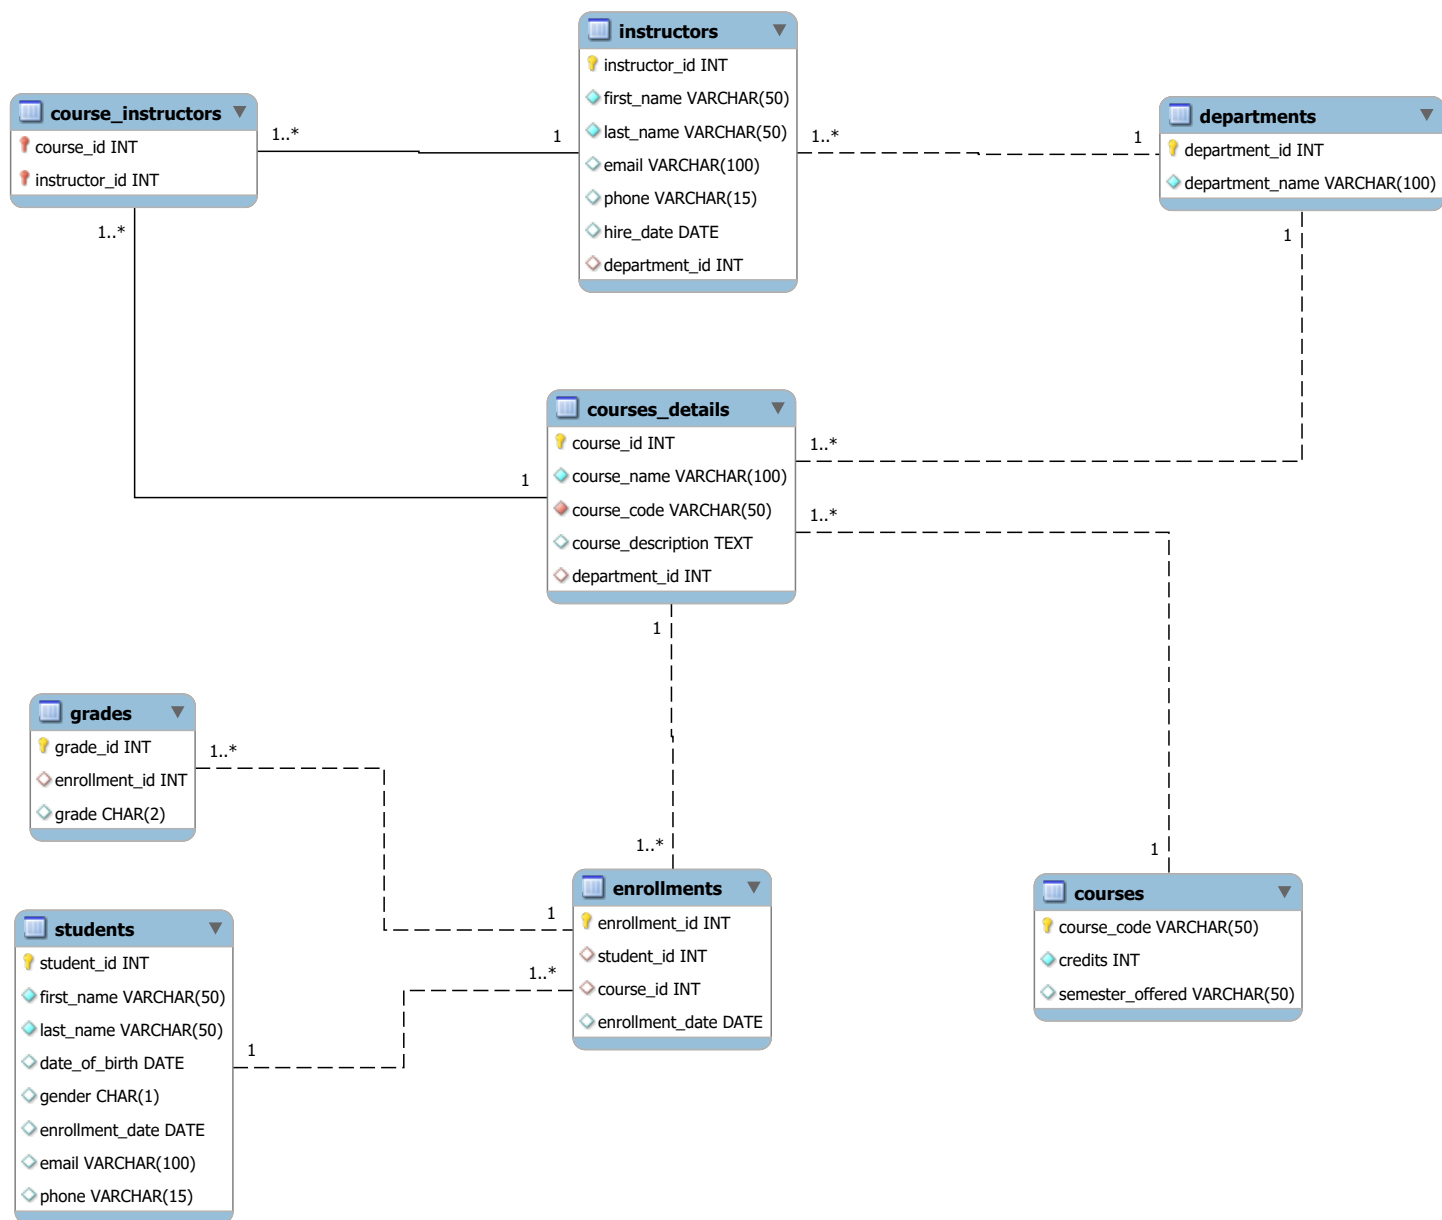 instructors
instructor_id INT
first_name VARCHAR(50)
last_name VARCHAR(50)
email VARCHAR(100)
phone VARCHAR(15)
hire_date DATE
department_id INT
course_instructors
course_id INT
instructor_id INT
departments
department_id INT
department_name VARCHAR(100)
1..*
1
1..*
1
1..*
1
courses_details
course_id INT
course_name VARCHAR(100)
course_code VARCHAR(50)
course_description TEXT
department_id INT
1..*
1
1..*
1
grades
grade_id INT
enrollment_id INT
grade CHAR(2)
1..*
1..*
1
enrollments
enrollment_id INT
student_id INT
course_id INT
enrollment_date DATE
1
1..*
1
courses
course_code VARCHAR(50)
credits INT
semester_offered VARCHAR(50)
students
student_id INT
first_name VARCHAR(50)
last_name VARCHAR(50)
date_of_birth DATE
gender CHAR(1)
enrollment_date DATE
email VARCHAR(100)
phone VARCHAR(15)